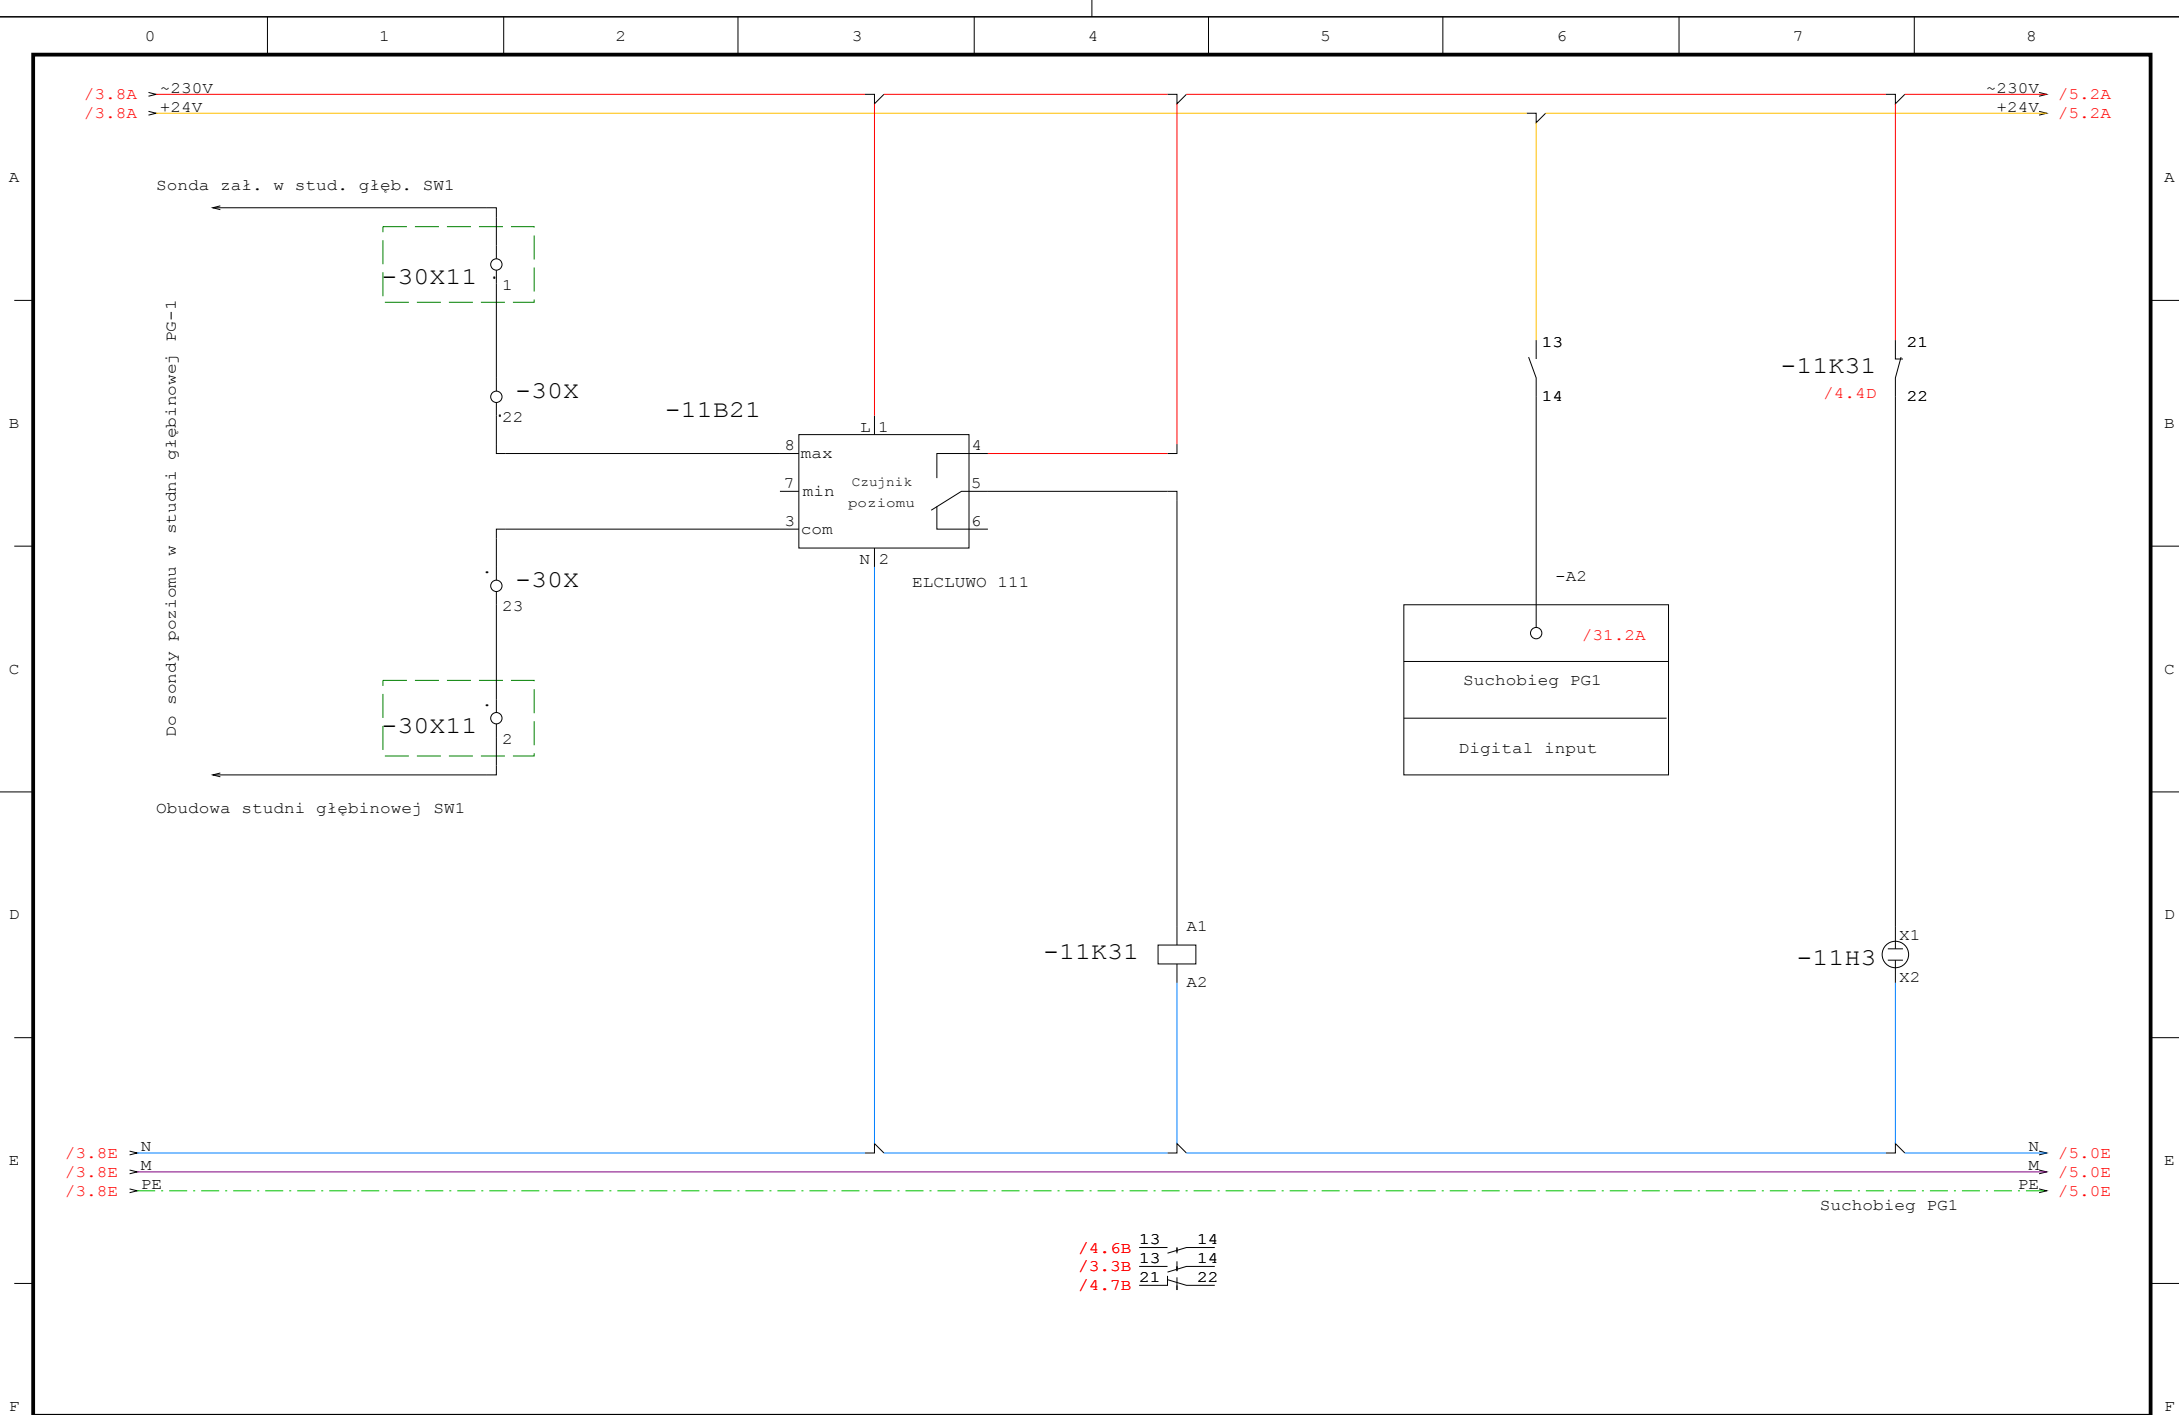 0 1 2 3 4 5 6 7 8
/3.8A ~230V ~230V /5.2A
/3.8A +24V +24V /5.2A
A A
Sonda zał. w stud. głęb. SW1
-30X11
1
Do sondy poziomu w studni głębinowej PG-1
13
14
-11K31
/4.4D
21
22
-30X
22
-11B21
B B
L 1
8 max 4
7 min Czujnik 5
poziomu
3 com 6
N 2
ELCLUWO 111
-30X
23
-A2
/31.2A
C C
Suchobieg PG1
-30X11
2
Digital input
Obudowa studni głębinowej SW1
D D
A1
-11K31
A2
X1
-11H3
X2
E E
/3.8E N N /5.0E
/3.8E M M /5.0E
/3.8E PE PE /5.0E
Suchobieg PG1
/4.6B 13 14
/3.3B 13 14
/4.7B 21 22
F F